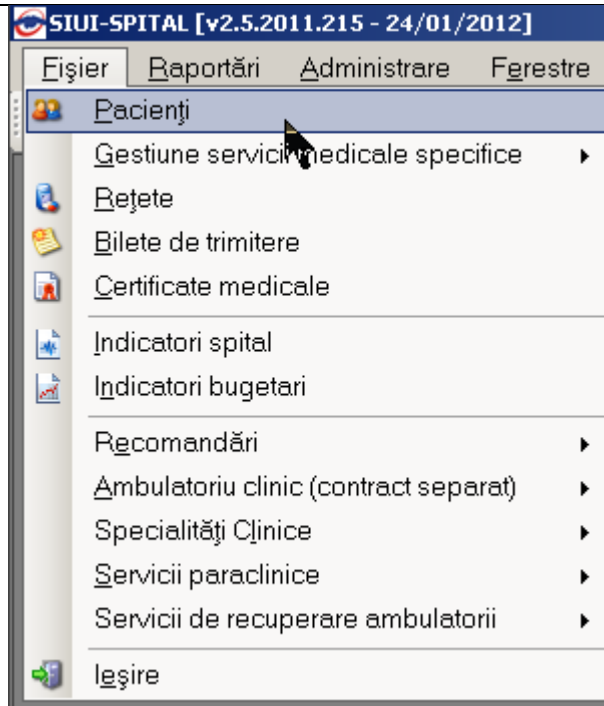 SIUI-SPITAL [v2.5.2011.215 - 24/01/2012]
Fişier Raportări Administrare Ferestre
Pacienţi
Gestiune servicii medicale specifice
Reţete
Bilete de trimitere
Certificate medicale
Indicatori spital
Indicatori bugetari
Recomandări
Ambulatoriu clinic (contract separat)
Specialităţi Clinice
Servicii paraclinice
Servicii de recuperare ambulatorii
Ieşire